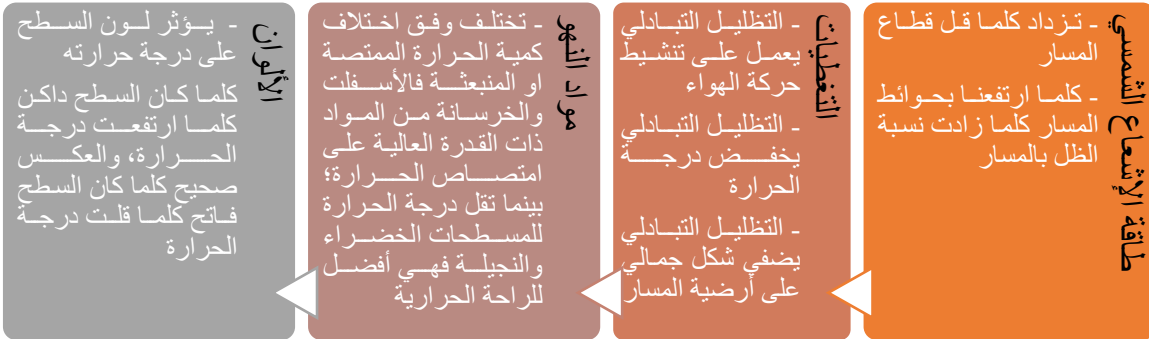 طاقة الإشعاع الشمسي
- تزداد كلما قل قطاع
المسار
- كلما ارتفعنا بحوائط
المسار كلما زادت نسبة
الظل بالمسار
التغطيات
- التظليل التبادلي
يعمل على تنشيط
حركة الهواء
- التظليل التبادلي
يخفض درجة
الحرارة
- التظليل التبادلي
يضفي شكل جمالي
على أرضية المسار
مواد النهو
- تختلف وفق اختلاف
كمية الحرارة الممتصة
او المنبعثة فالأسفلت
والخرسانة من المواد
ذات القدرة العالية على
امتصاص الحرارة؛
بينما تقل درجة الحرارة
للمسطحات الخضراء
والنجيلة فهي أفضل
للراحة الحرارية
الألوان
- يؤثر لون السطح
على درجة حرارته
كلما كان السطح داكن
كلما ارتفعت درجة
الحرارة، والعكس
صحيح كلما كان السطح
فاتح كلما قلت درجة
الحرارة